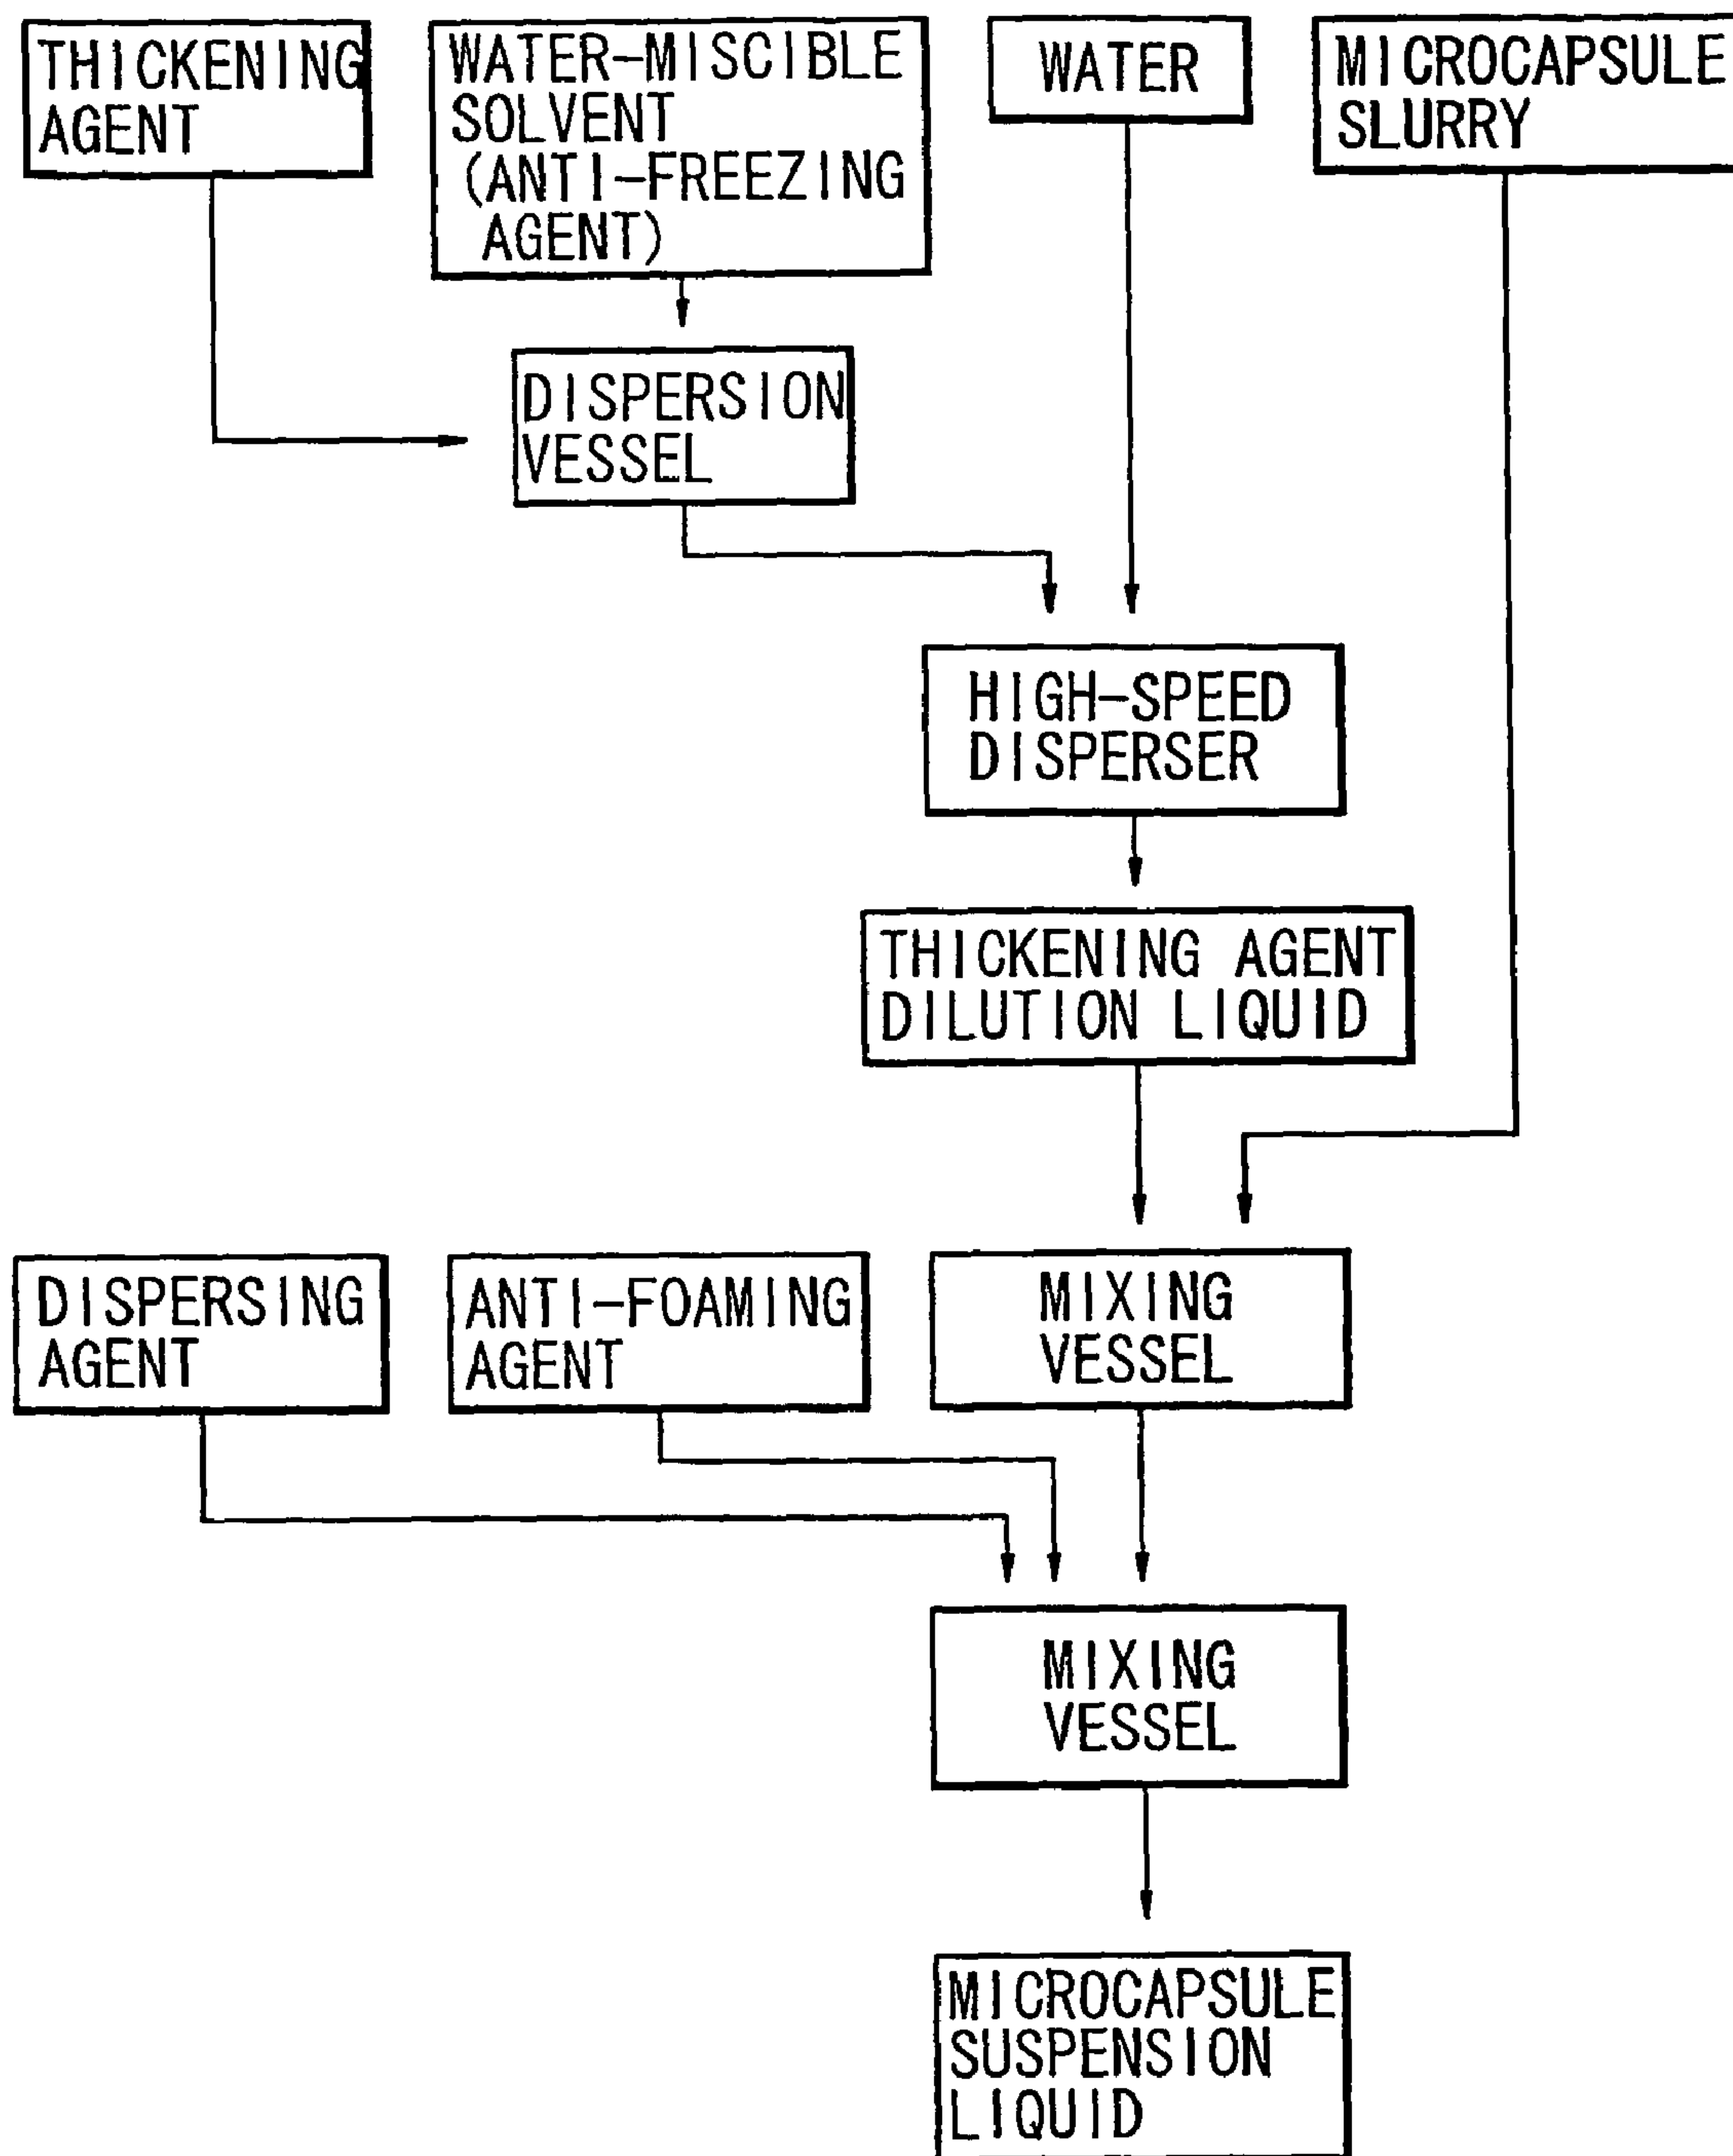 THICKENING
AGENT
WATER-MISCIBLE
SOLVENT
(ANTI-FREEZING
AGENT)
WATER
MICROCAPSULE
SLURRY
DISPERSION
VESSEL
HIGH-SPEED
DISPERSER
THICKENING AGENT
DILUTION LIQUID
DISPERSING
AGENT
ANTI-FOAMING
AGENT
MIXING
VESSEL
MIXING
VESSEL
MICROCAPSULE
SUSPENSION
LIQUID